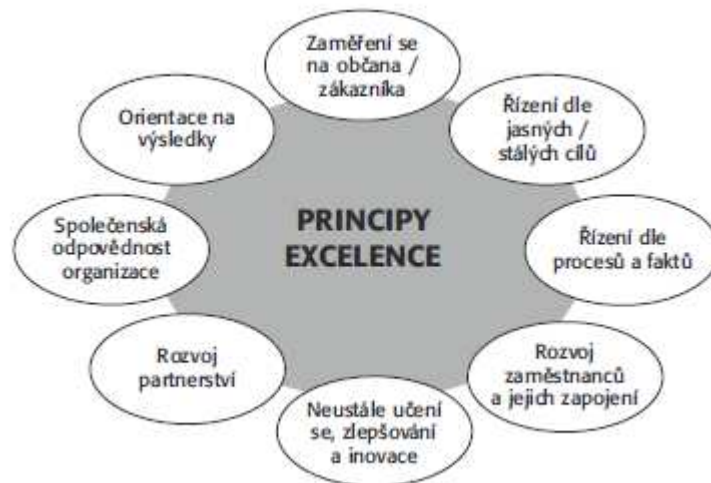 Zaměření se
na občana /
zákazníka
Řízení dle
jasných /
stálých cílů
Řízení dle
procesů a faktů
Rozvoj
zaměstnanců
a jejich zapojení
Neustále učení
se, zlepšování
a inovace
Rozvoj
partnerství
Společenská
odpovědnost
organizace
Orientace na
výsledky
PRINCIPY
EXCELENCE